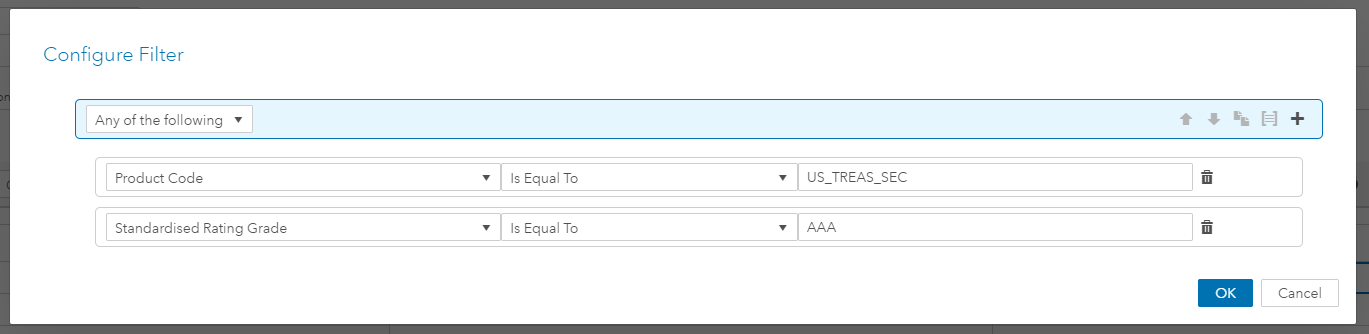 Configure Filter
Any of the following
Product Code Is Equal To US_TREAS_SEC
Standardised Rating Grade Is Equal To AAA
OK Cancel